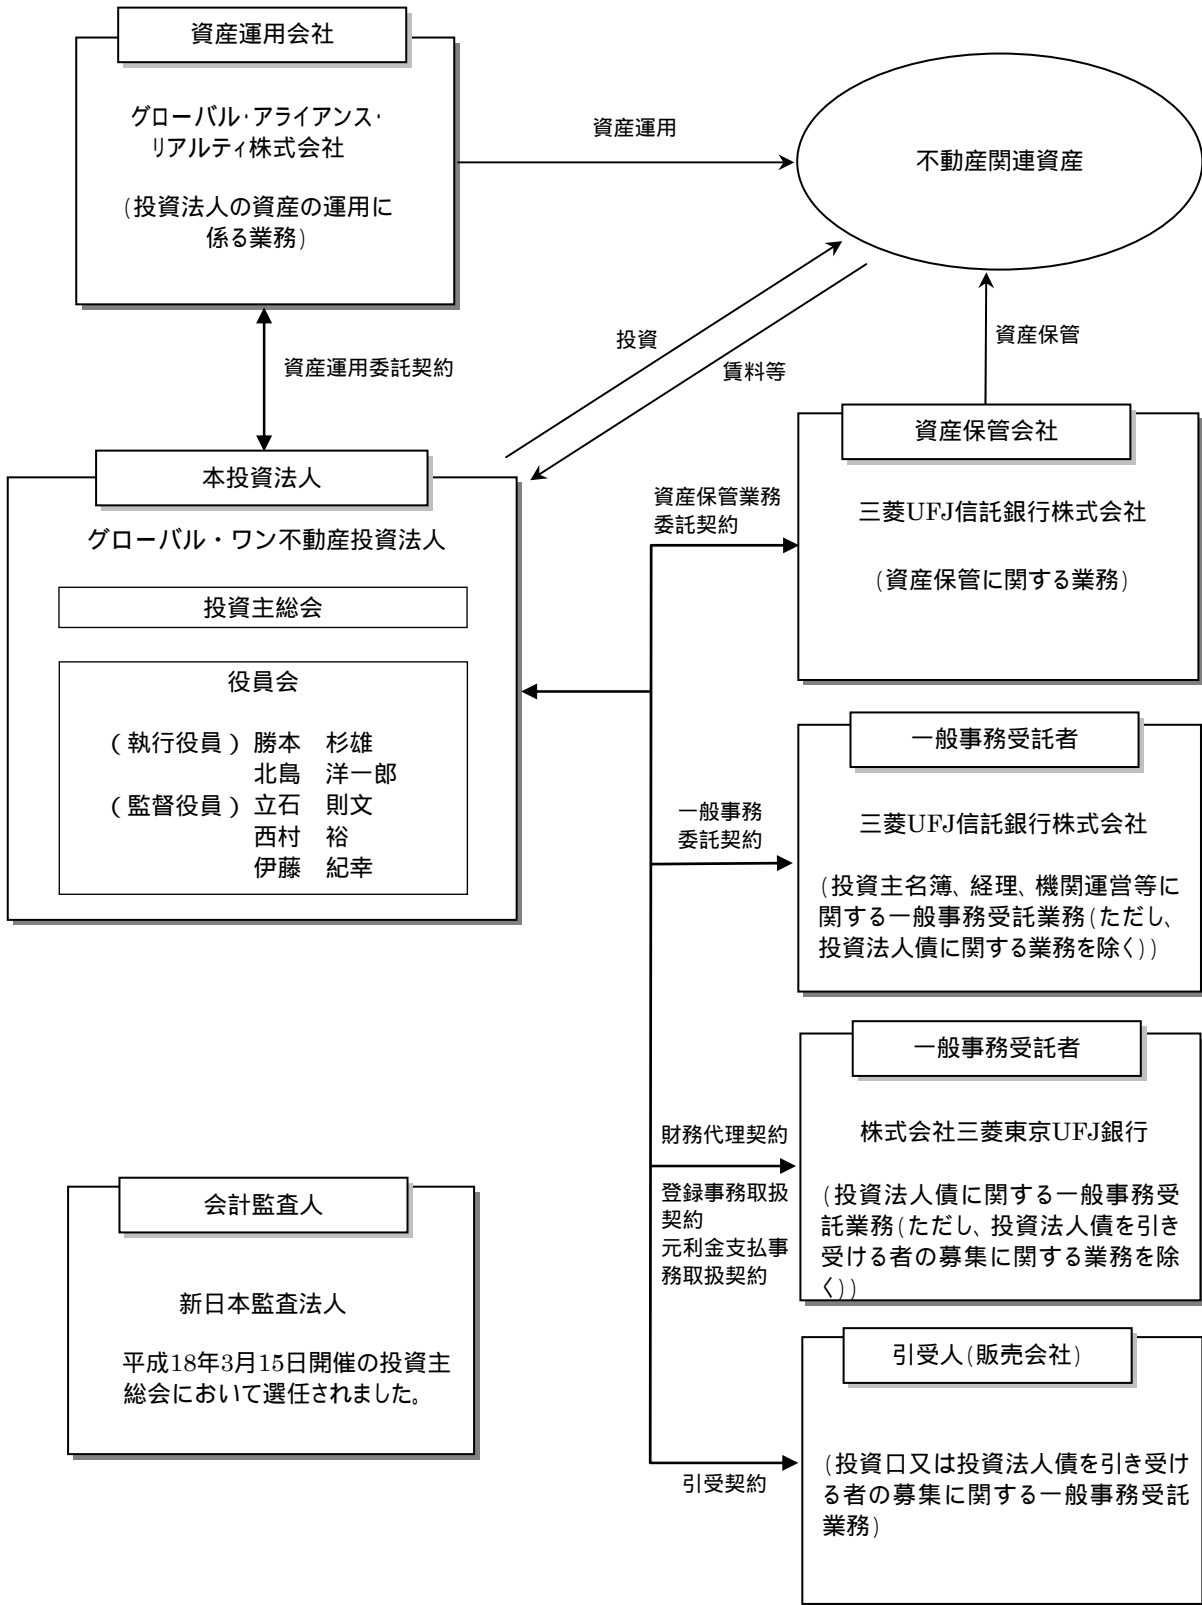 資産運用会社
グローバル・アライアンス・
リアルティ株式会社
(投資法人の資産の運用に
係る業務)
資産運用
不動産関連資産
資産運用委託契約
投資
賃料等
資産保管
本投資法人
グローバル・ワン不動産投資法人
投資主総会
役員会
(執行役員) 勝本 杉雄
北島 洋一郎
(監督役員) 立石 則文
西村 裕
伊藤 紀幸
資産保管業務
委託契約
資産保管会社
三菱UFJ信託銀行株式会社
(資産保管に関する業務)
一般事務
委託契約
一般事務受託者
三菱UFJ信託銀行株式会社
(投資主名簿、経理、機関運営等に
関する一般事務受託業務(ただし、
投資法人債に関する業務を除く))
財務代理契約
登録事務取扱
契約
元利金支払事
務取扱契約
一般事務受託者
株式会社三菱東京UFJ銀行
(投資法人債に関する一般事務受
託業務(ただし、投資法人債を引き
受ける者の募集に関する業務を除
く))
会計監査人
新日本監査法人
平成18年3月15日開催の投資主
総会において選任されました。
引受契約
引受人(販売会社)
(投資口又は投資法人債を引き受け
る者の募集に関する一般事務受託
業務)